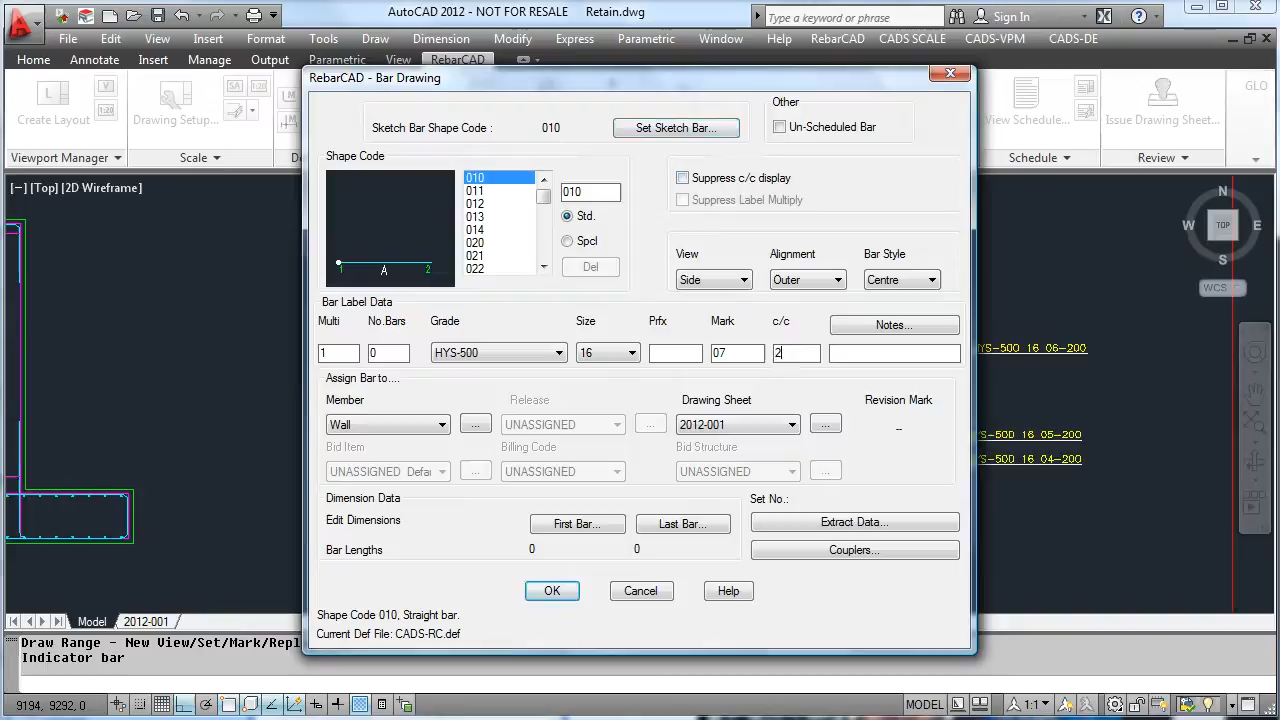 AutoCAD 2012 - NOT FOR RESALE Retain.dwg
Type a keyword or phrase
Sign In
File Edit View Insert Format Tools Draw Dimension Modify Express Parametric Window Help RebarCAD CADS SCALE CADS-VPM CADS-DE
Home Annotate Insert Manage Output Parametric View RebarCAD
Create Layout
Drawing Setup...
View Schedule...
Issue Drawing Sheet...
GLO
Viewport Manager
Scale
Schedule
Review
[−] [Top] [2D Wireframe]
RebarCAD - Bar Drawing
Sketch Bar Shape Code : 010
Set Sketch Bar...
Other
Un-Scheduled Bar
Shape Code
010
011
012
013
014
020
021
022
010
Std.
Spcl
Del
1 A 2
Suppress c/c display
Suppress Label Multiply
View Alignment Bar Style
Side Outer Centre
Bar Label Data
Multi No.Bars Grade Size Prfx Mark c/c Notes...
1 0 HYS-500 16 07 2
Assign Bar to....
Member Release Drawing Sheet Revision Mark
Wall ... UNASSIGNED ... 2012-001 ... --
Bid Item Billing Code Bid Structure
UNASSIGNED Defau ... UNASSIGNED UNASSIGNED ...
Dimension Data Set No.:
Edit Dimensions First Bar... Last Bar... Extract Data...
Bar Lengths 0 0 Couplers...
OK Cancel Help
Shape Code 010, Straight bar.
Current Def File: CADS-RC.def
N
W TOP E
S
WCS
HYS-500 16 06-200
YS-500 16 05-200
YS-500 16 04-200
Model 2012-001
Draw Range - New View/Set/Mark/Repl
Indicator bar
9194, 9292, 0
MODEL
1:1